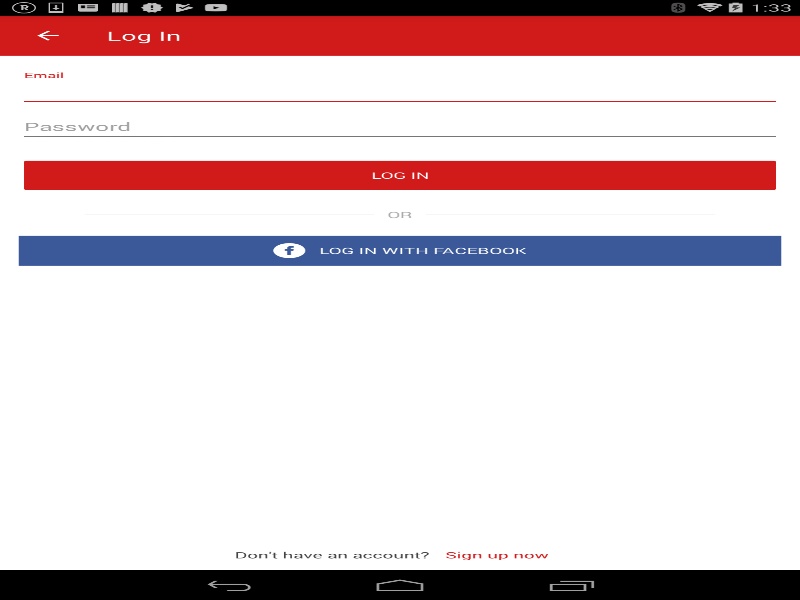 1:33
Log In
Email
Password
LOG IN
OR
f LOG IN WITH FACEBOOK
Don't have an account? Sign up now